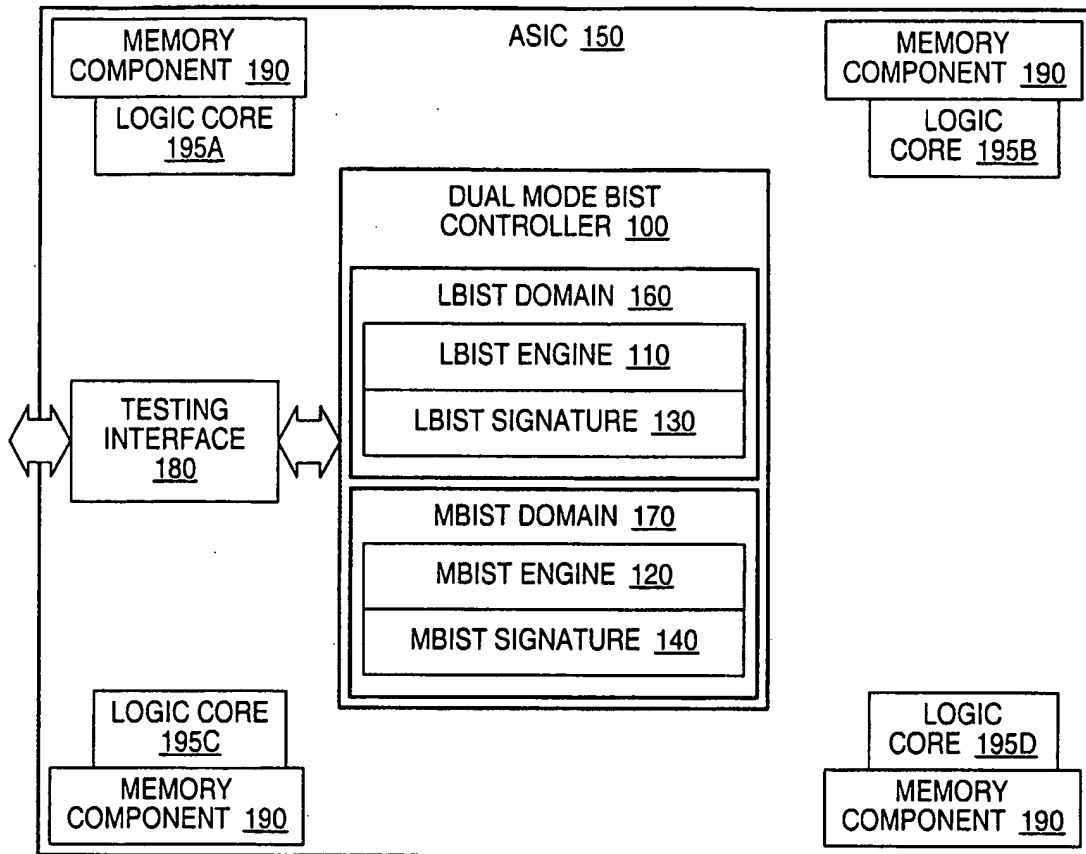 MEMORY
COMPONENT 190
LOGIC CORE
195A
ASIC 150
MEMORY
COMPONENT 190
LOGIC
CORE 195B
DUAL MODE BIST
CONTROLLER 100
LBIST DOMAIN 160
LBIST ENGINE 110
LBIST SIGNATURE 130
TESTING
INTERFACE
180
MBIST DOMAIN 170
MBIST ENGINE 120
MBIST SIGNATURE 140
LOGIC CORE
195C
MEMORY
COMPONENT 190
LOGIC
CORE 195D
MEMORY
COMPONENT 190